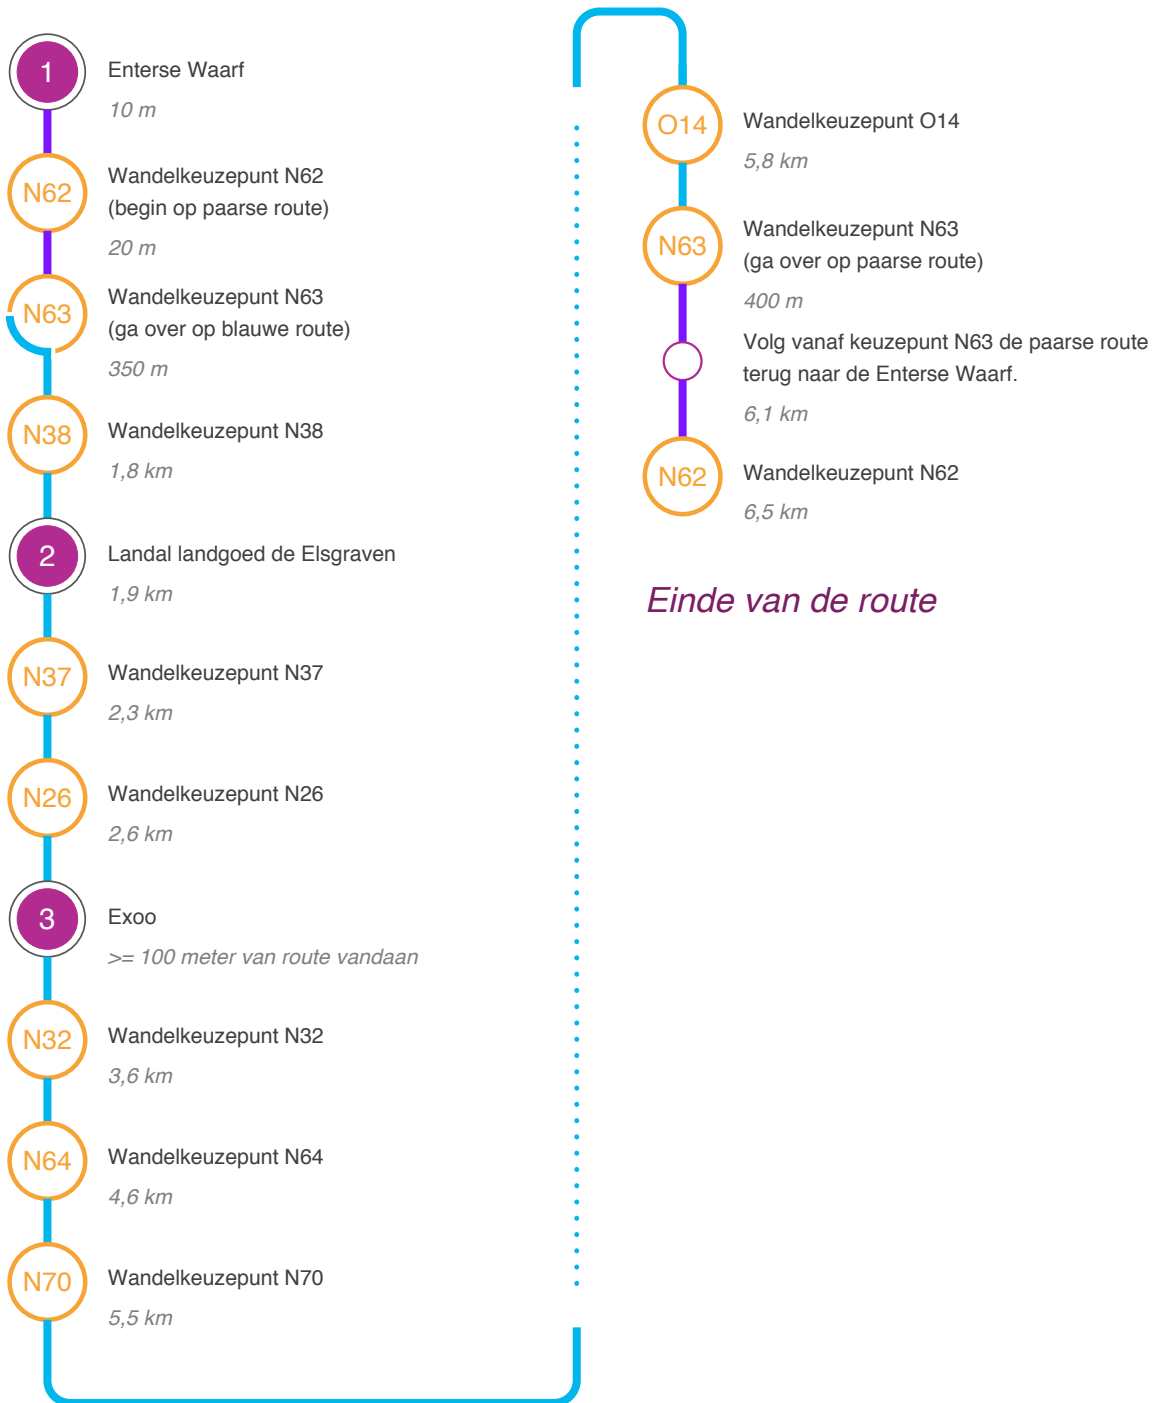 1
Enterse Waarf
10 m
N62
Wandelkeuzepunt N62
(begin op paarse route)
20 m
N63
Wandelkeuzepunt N63
(ga over op blauwe route)
350 m
N38
Wandelkeuzepunt N38
1,8 km
2
Landal landgoed de Elsgraven
1,9 km
N37
Wandelkeuzepunt N37
2,3 km
N26
Wandelkeuzepunt N26
2,6 km
3
Exoo
>= 100 meter van route vandaan
N32
Wandelkeuzepunt N32
3,6 km
N64
Wandelkeuzepunt N64
4,6 km
N70
Wandelkeuzepunt N70
5,5 km
O14
Wandelkeuzepunt O14
5,8 km
N63
Wandelkeuzepunt N63
(ga over op paarse route)
400 m
Volg vanaf keuzepunt N63 de paarse route
terug naar de Enterse Waarf.
6,1 km
N62
Wandelkeuzepunt N62
6,5 km
Einde van de route